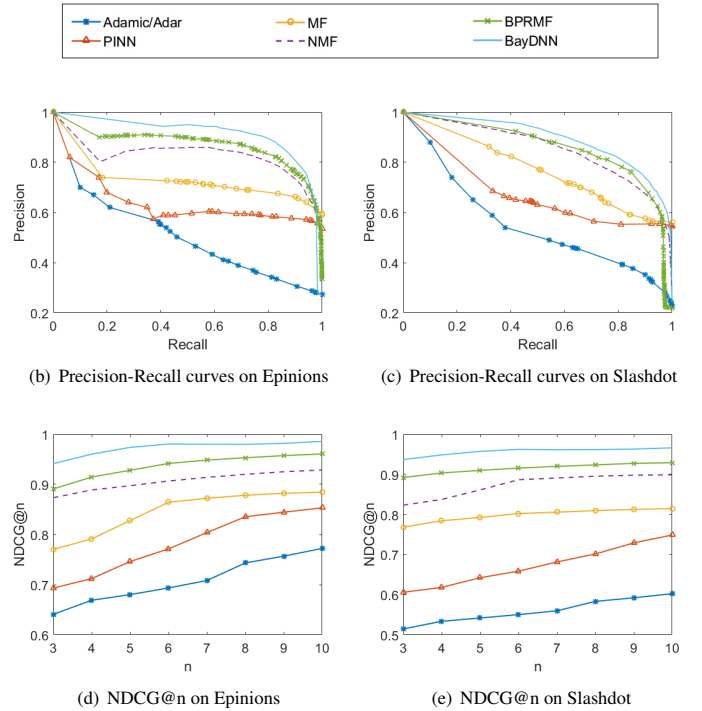 Adamic/Adar MF BPRMF
PINN NMF BayDNN
1
0.8
0.6
0.4
0.2
Precision
0 0.2 0.4 0.6 0.8 1
Recall
(b) Precision-Recall curves on Epinions
1
0.8
0.6
0.4
0.2
Precision
0 0.2 0.4 0.6 0.8 1
Recall
(c) Precision-Recall curves on Slashdot
1
0.9
0.8
0.7
0.6
NDCG@n
3 4 5 6 7 8 9 10
n
(d) NDCG@n on Epinions
1
0.9
0.8
0.7
0.6
0.5
NDCG@n
3 4 5 6 7 8 9 10
n
(e) NDCG@n on Slashdot